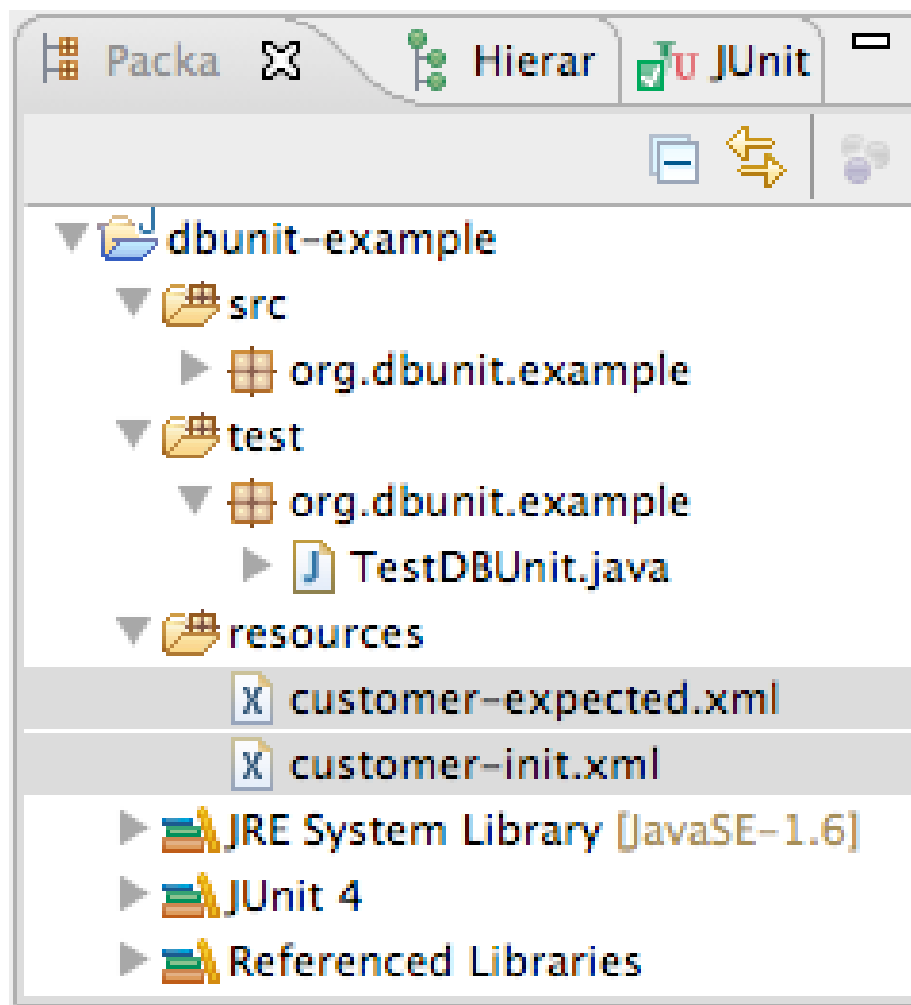 Packa Hierar JUnit
dbunit-example
src
org.dbunit.example
test
org.dbunit.example
TestDBUnit.java
resources
customer-expected.xml
customer-init.xml
JRE System Library [JavaSE-1.6]
JUnit 4
Referenced Libraries